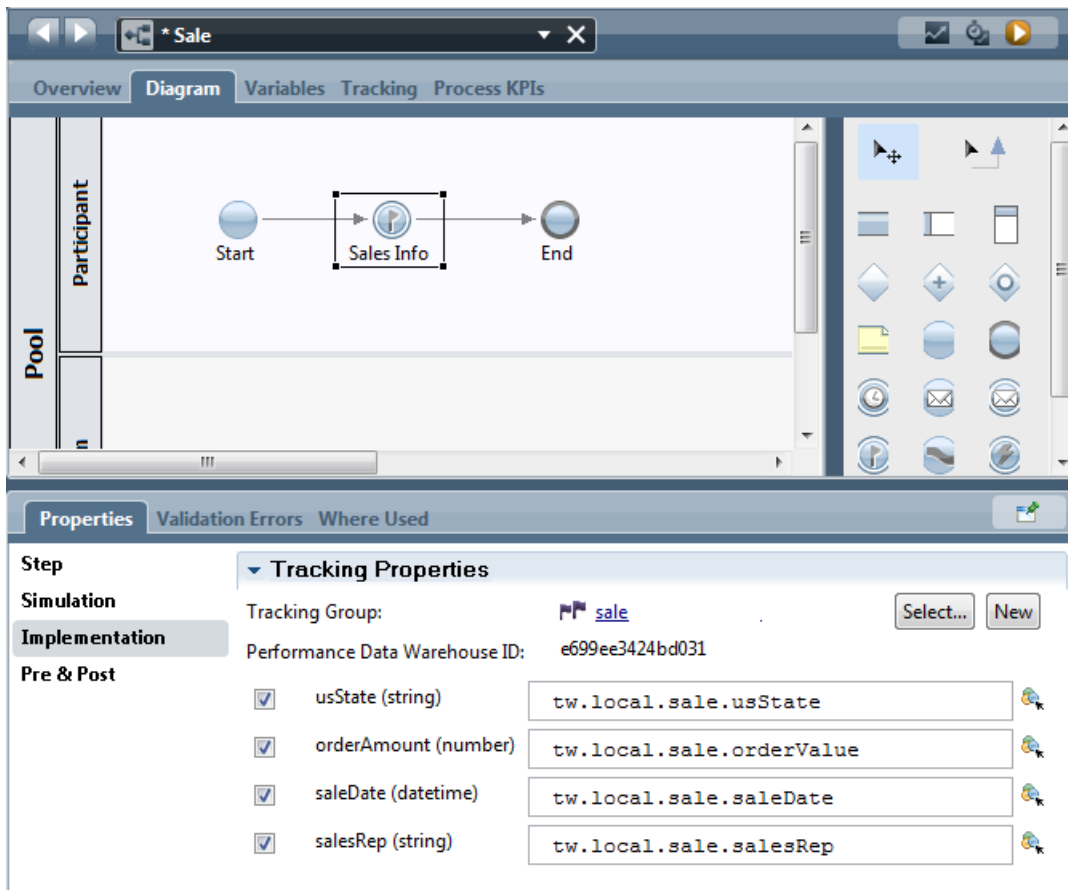 * Sale
Overview Diagram Variables Tracking Process KPIs
Pool
Participant
Start
Sales Info
End
Properties Validation Errors Where Used
Step
Simulation
Implementation
Pre & Post
Tracking Properties
Tracking Group: sale Select... New
Performance Data Warehouse ID: e699ee3424bd031
usState (string) tw.local.sale.usState
orderAmount (number) tw.local.sale.orderValue
saleDate (datetime) tw.local.sale.saleDate
salesRep (string) tw.local.sale.salesRep